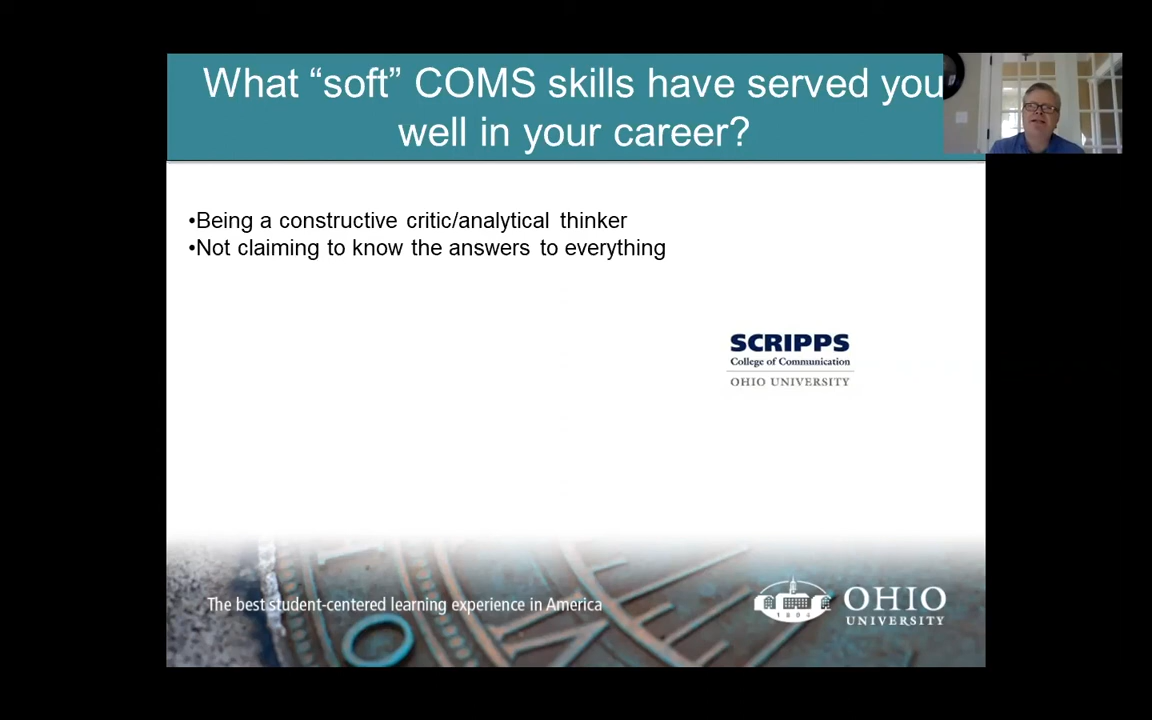 What “soft” COMS skills have served you
well in your career?
•Being a constructive critic/analytical thinker
•Not claiming to know the answers to everything
SCRIPPS
College of Communication
OHIO UNIVERSITY
The best student-centered learning experience in America
1804
OHIO
UNIVERSITY